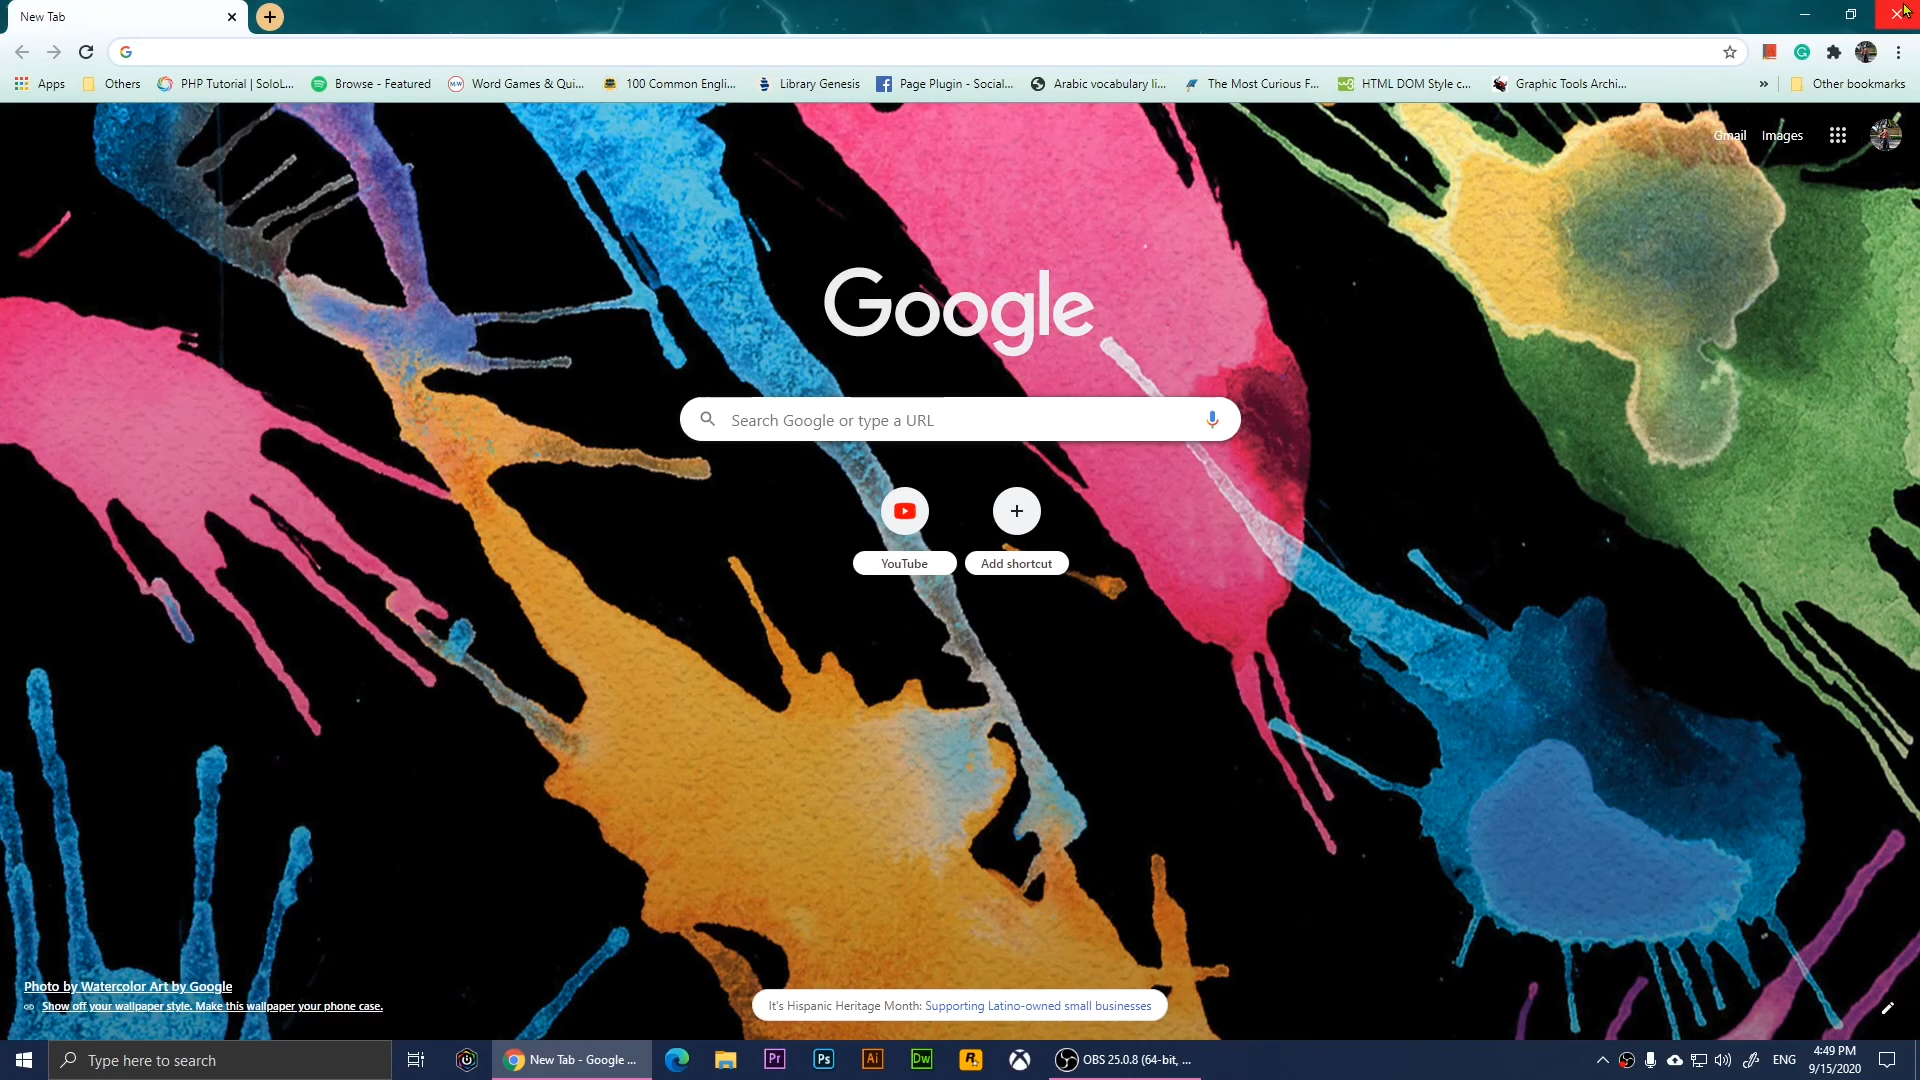 New Tab
Apps
Others
PHP Tutorial | SoloL...
Browse - Featured
Word Games & Qui...
100 Common Engli...
Library Genesis
Page Plugin - Social...
Arabic vocabulary li...
The Most Curious F...
HTML DOM Style c...
Graphic Tools Archi...
»
Other bookmarks
Gmail
Images
Google
Search Google or type a URL
YouTube
Add shortcut
Photo by Watercolor Art by Google
Show off your wallpaper style. Make this wallpaper your phone case.
It's Hispanic Heritage Month: Supporting Latino-owned small businesses
Type here to search
New Tab - Google ...
Pr
Ps
Ai
Dw
R
OBS 25.0.8 (64-bit, ...
ENG
4:49 PM
9/15/2020